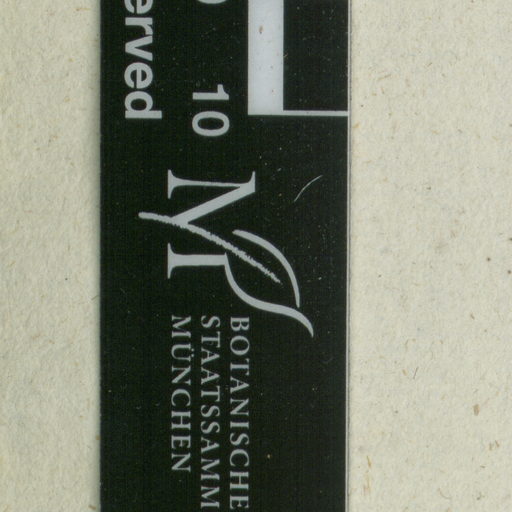 erved
10
M
BOTANISCHE
STAATSSAMM
MÜNCHEN